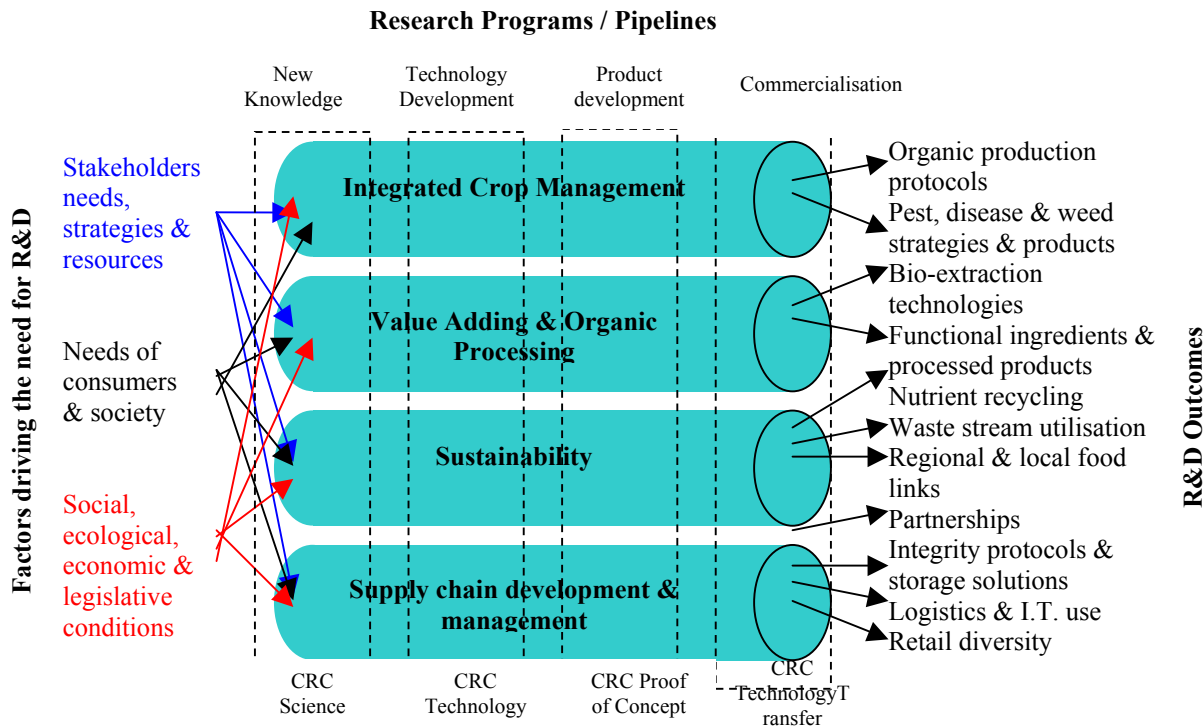 Research Programs / Pipelines
New
Knowledge
Technology
Development
Product
development
Commercialisation
Factors driving the need for R&D
Stakeholders
needs,
strategies &
resources
Needs of
consumers
& society
Social,
ecological,
economic &
legislative
conditions
Integrated Crop Management
Value Adding & Organic
Processing
Sustainability
Supply chain development &
management
Organic production
protocols
Pest, disease & weed
strategies & products
Bio-extraction
technologies
Functional ingredients &
processed products
Nutrient recycling
Waste stream utilisation
Regional & local food
links
Partnerships
Integrity protocols &
storage solutions
Logistics & I.T. use
Retail diversity
R&D Outcomes
CRC
Science
CRC
Technology
CRC Proof
of Concept
CRC
TechnologyT
ransfer